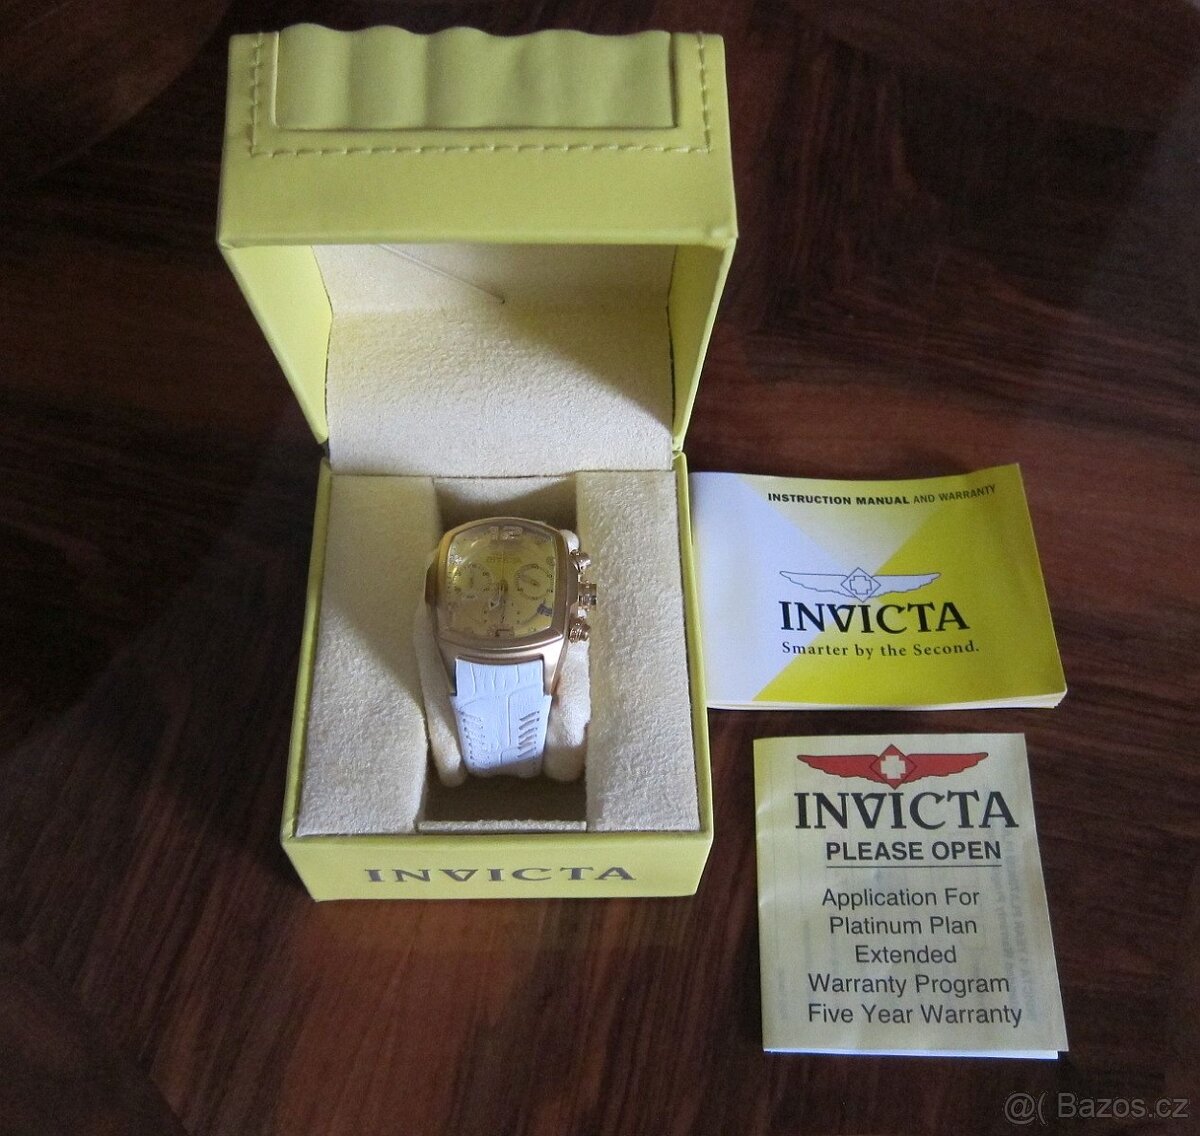 12
INVICTA
INSTRUCTION MANUAL AND WARRANTY
INVICTA
Smarter by the Second.
INVICTA
PLEASE OPEN
Application For
Platinum Plan
Extended
Warranty Program
Five Year Warranty
@( Bazos.cz